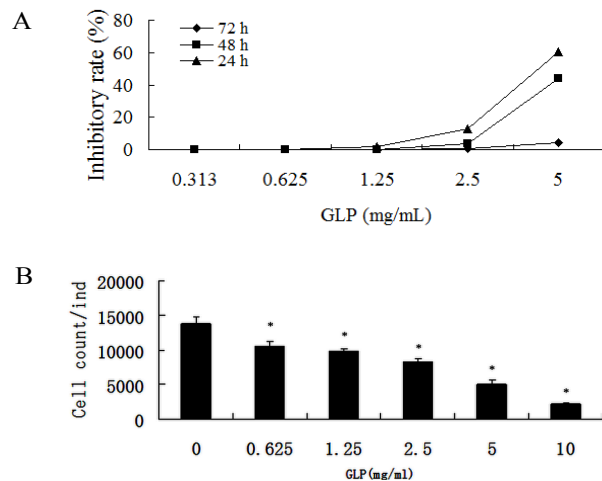 A
Inhibitory rate (%)
80
60
40
20
0
72 h
48 h
24 h
0.313 0.625 1.25 2.5 5
GLP (mg/mL)
B
Cell count/ind
20000
15000
10000
5000
0
* * * * *
0 0.625 1.25 2.5 5 10
GLP(mg/ml)